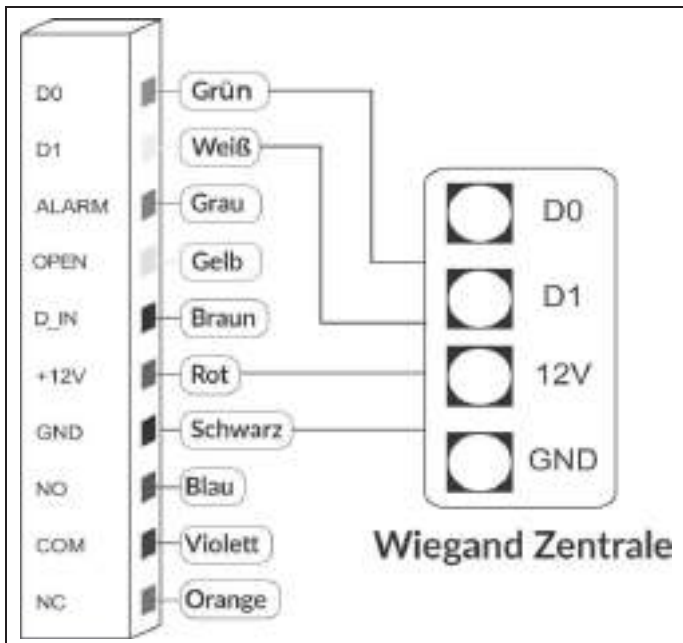 D0 Grün
D1 Weiß
ALARM Grau
OPEN Gelb
D_IN Braun
+12V Rot
GND Schwarz
NO Blau
COM Violett
NC Orange
D0
D1
12V
GND
Wiegand Zentrale